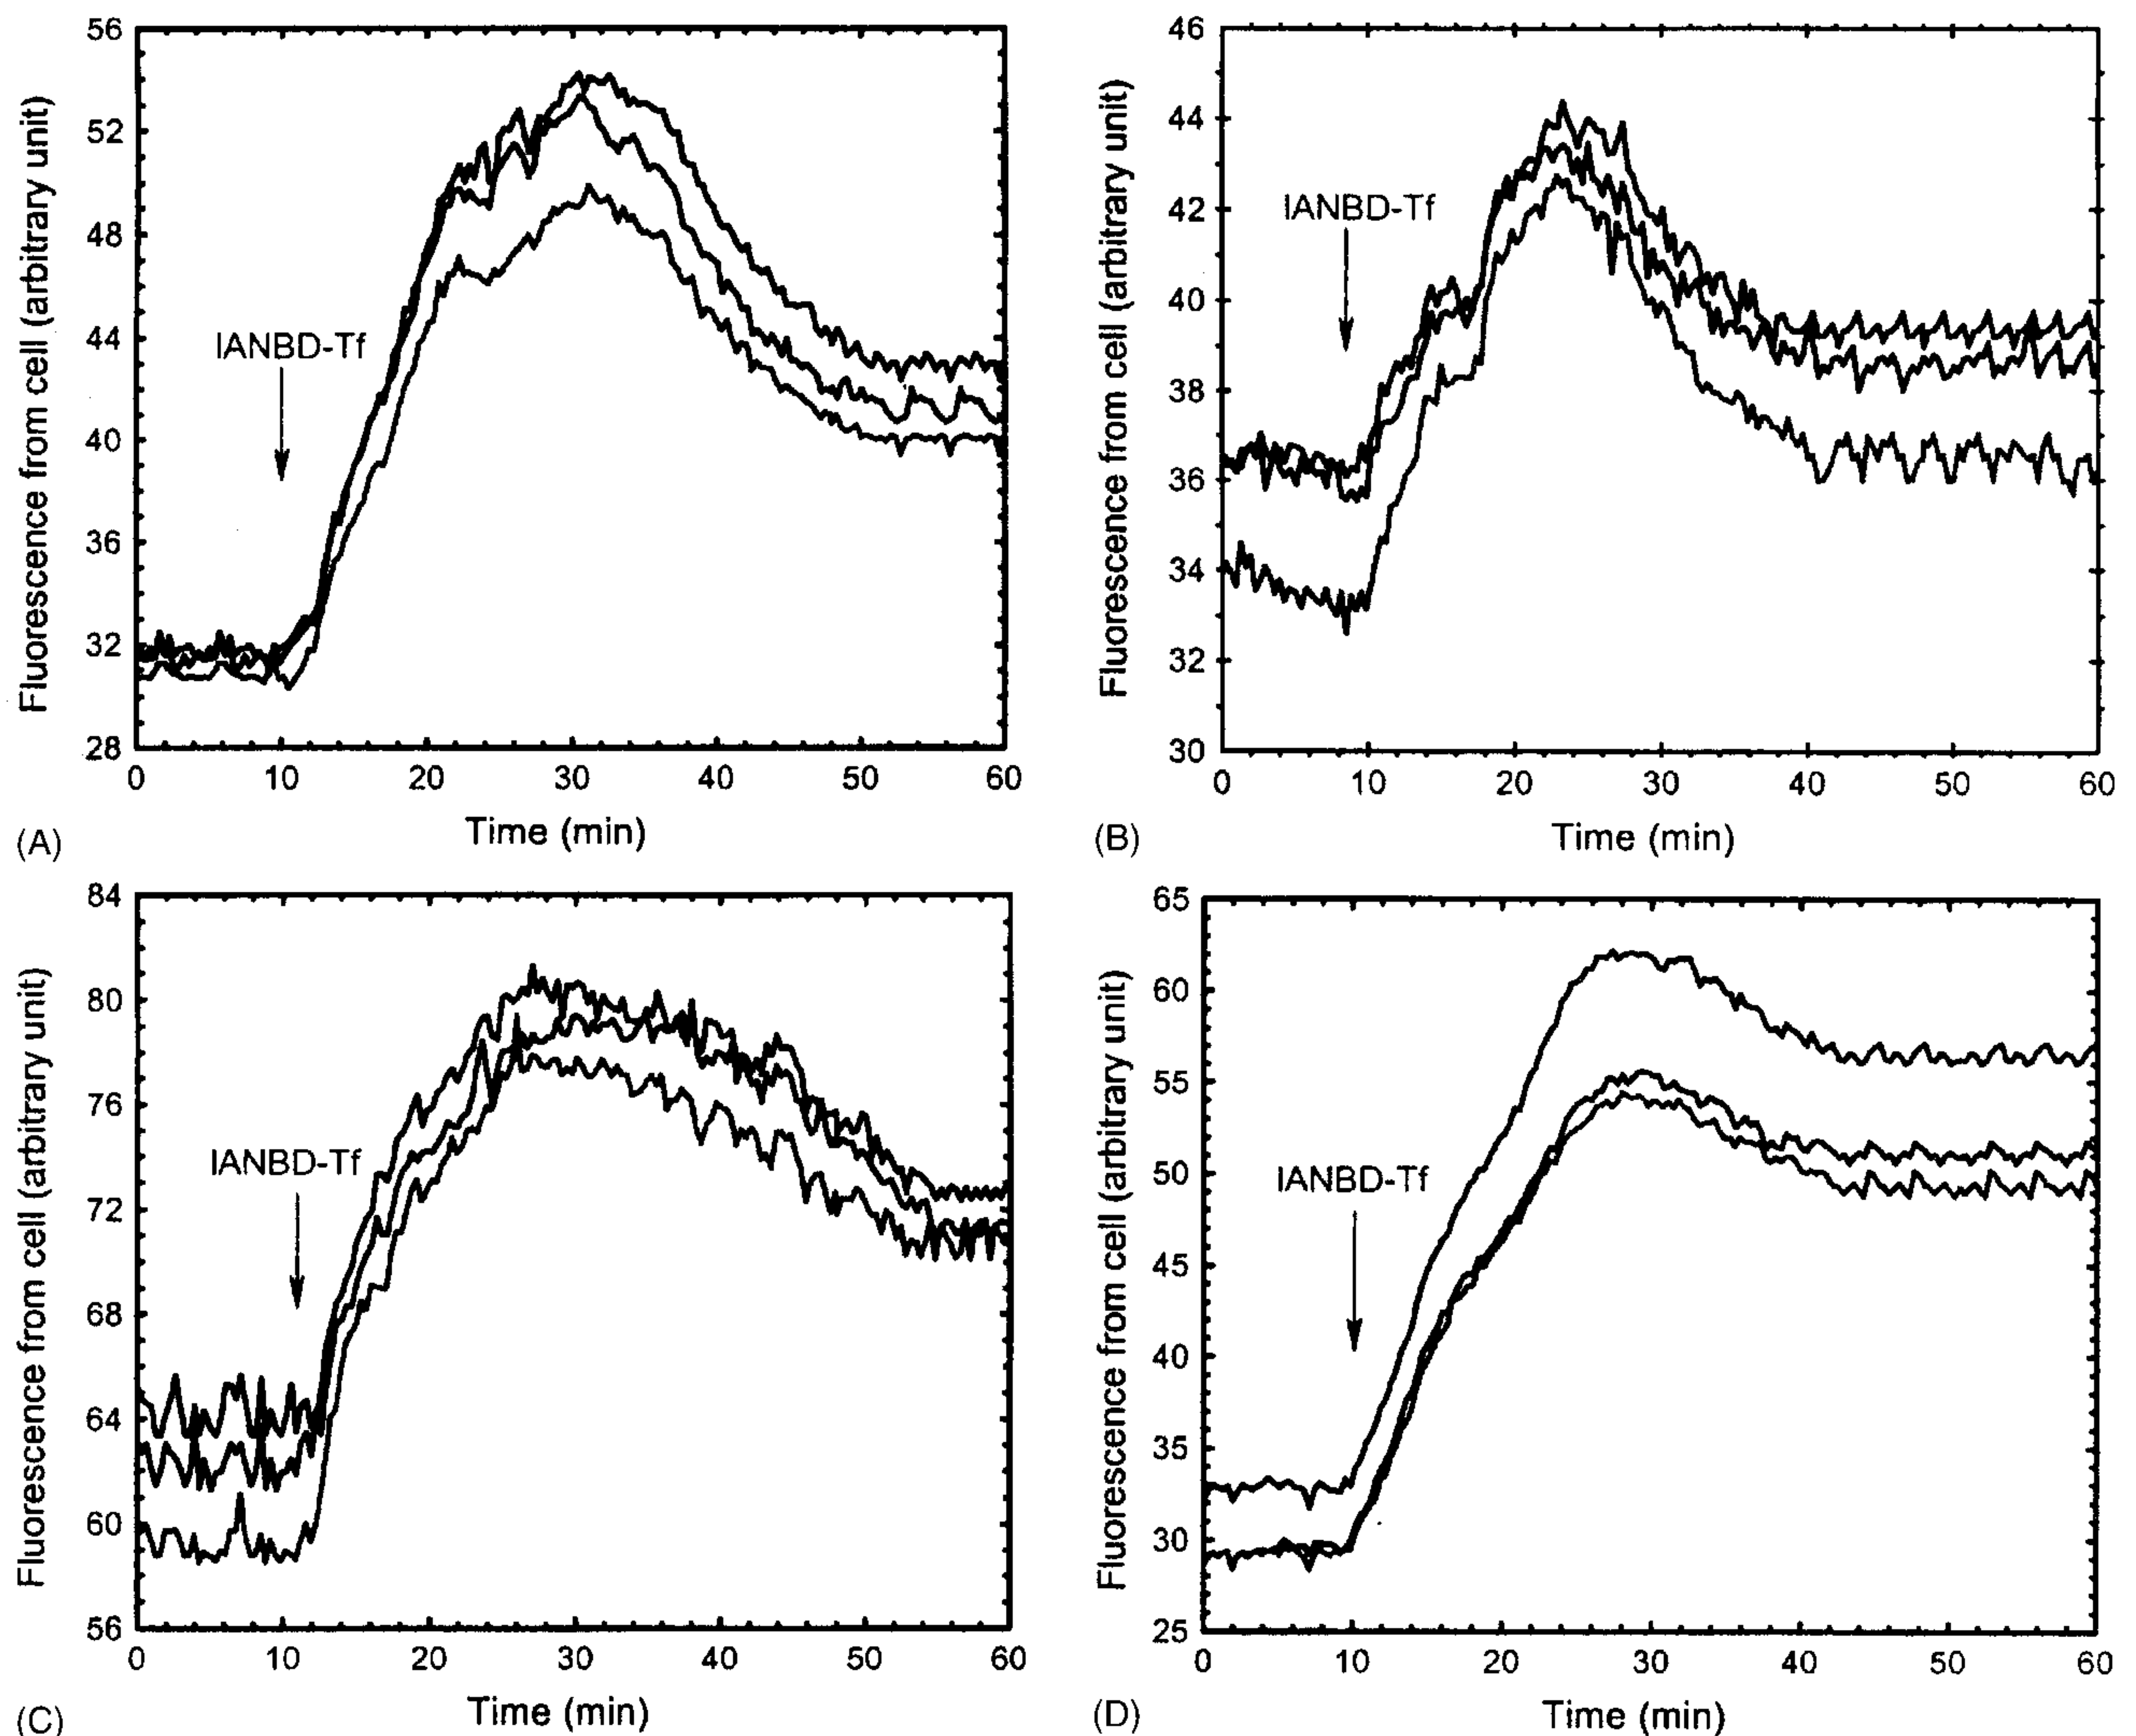 Fluorescence from cell (arbitrary unit)
56
52
48
44
40
36
32
28
IANBD-Tf
0 10 20 30 40 50 60
Time (min)
(A)
Fluorescence from cell (arbitrary unit)
46
44
42
40
38
36
34
32
30
IANBD-Tf
0 10 20 30 40 50 60
Time (min)
(B)
Fluorescence from cell (arbitrary unit)
84
80
76
72
68
64
60
56
IANBD-Tf
0 10 20 30 40 50 60
Time (min)
(C)
Fluorescence from cell (arbitrary unit)
65
60
55
50
45
40
35
30
25
IANBD-Tf
0 10 20 30 40 50 60
Time (min)
(D)